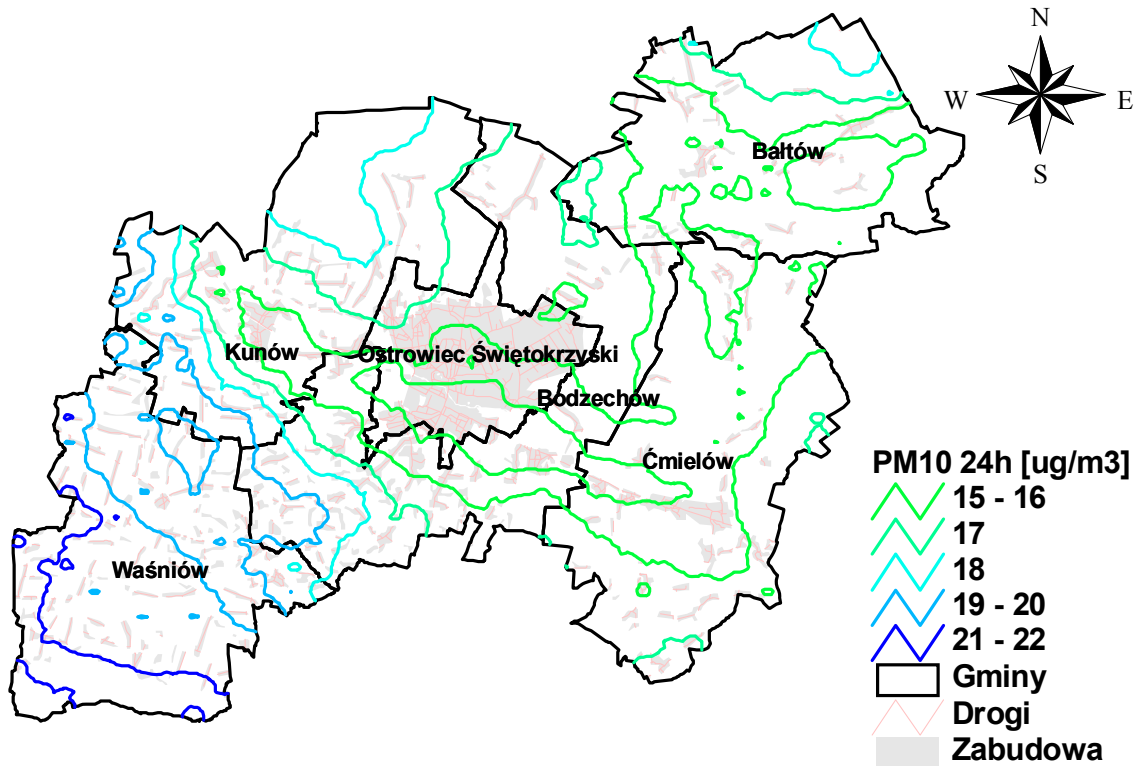 N
W E
S
Bałtów
Kunów
Ostrowiec Świętokrzyski
Bodzechów
Ćmielów
Waśniów
PM10 24h [ug/m3]
15 - 16
17
18
19 - 20
21 - 22
Gminy
Drogi
Zabudowa